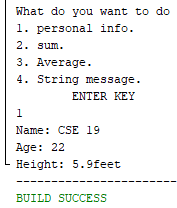 What do you want to do
1. personal info.
2. sum.
3. Average.
4. String message.
ENTER KEY
1
Name: CSE 19
Age: 22
Height: 5.9feet
------------------------
BUILD SUCCESS